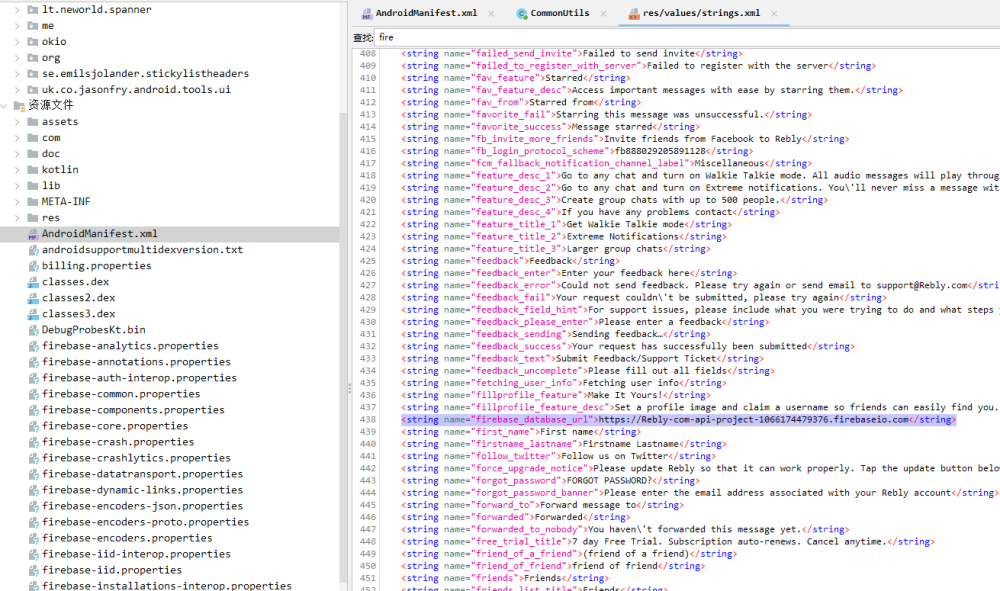 lt.neworld.spanner
me
okio
org
se.emilsjolander.stickylistheaders
uk.co.jasonfry.android.tools.ui
资源文件
assets
com
doc
kotlin
lib
META-INF
res
AndroidManifest.xml
androidsupportmultidexversion.txt
billing.properties
classes.dex
classes2.dex
classes3.dex
DebugProbesKt.bin
firebase-analytics.properties
firebase-annotations.properties
firebase-auth-interop.properties
firebase-common.properties
firebase-components.properties
firebase-core.properties
firebase-crash.properties
firebase-crashlytics.properties
firebase-datatransport.properties
firebase-dynamic-links.properties
firebase-encoders-json.properties
firebase-encoders-proto.properties
firebase-encoders.properties
firebase-iid-interop.properties
firebase-iid.properties
firebase-installations-interop.properties
AndroidManifest.xml × CommonUtils × res/values/strings.xml ×
查找: fire
408 <string name="failed_send_invite">Failed to send invite</string>
409 <string name="failed_to_register_with_server">Failed to register with the server</string>
410 <string name="fav_feature">Starred</string>
411 <string name="fav_feature_desc">Access important messages with ease by starring them.</string>
412 <string name="fav_from">Starred from</string>
413 <string name="favorite_fail">Starring this message was unsuccessful.</string>
414 <string name="favorite_success">Message starred</string>
415 <string name="fb_invite_more_friends">Invite friends from Facebook to Rebly</string>
416 <string name="fb_login_protocol_scheme">fb888029205891128</string>
417 <string name="fcm_fallback_notification_channel_label">Miscellaneous</string>
418 <string name="feature_desc_1">Go to any chat and turn on Walkie Talkie mode. All audio messages will play throug
419 <string name="feature_desc_2">Go to any chat and turn on Extreme notifications. You\'ll never miss a message wit
420 <string name="feature_desc_3">Create group chats with up to 500 people.</string>
421 <string name="feature_desc_4">If you have any problems contact</string>
422 <string name="feature_title_1">Get Walkie Talkie mode</string>
423 <string name="feature_title_2">Extreme Notifications</string>
424 <string name="feature_title_3">Larger group chats</string>
425 <string name="feedback">Feedback</string>
426 <string name="feedback_enter">Enter your feedback here</string>
427 <string name="feedback_error">Could not send feedback. Please try again or send email to support@Rebly.com</stri
428 <string name="feedback_fail">Your request couldn\'t be submitted, please try again</string>
429 <string name="feedback_field_hint">For support issues, please include what you were trying to do and what steps
430 <string name="feedback_please_enter">Please enter a feedback</string>
431 <string name="feedback_sending">Sending feedback…</string>
432 <string name="feedback_success">Your request has successfully been submitted</string>
433 <string name="feedback_text">Submit Feedback/Support Ticket</string>
434 <string name="feedback_uncomplete">Please fill out all fields</string>
435 <string name="fetching_user_info">Fetching user info</string>
436 <string name="fillprofile_feature">Make It Yours!</string>
437 <string name="fillprofile_feature_desc">Set a profile image and claim a username so friends can easily find you.
438 <string name="firebase_database_url">https://Rebly-com-api-project-1066174479376.firebaseio.com</string>
439 <string name="first_name">First name</string>
440 <string name="firstname_lastname">Firstname Lastname</string>
441 <string name="follow_twitter">Follow us on Twitter</string>
442 <string name="force_upgrade_notice">Please update Rebly so that it can work properly. Tap the update button belo
443 <string name="forgot_password">FORGOT PASSWORD?</string>
444 <string name="forgot_password_banner">Please enter the email address associated with your Rebly account</string>
445 <string name="forward_to">Forward message to</string>
446 <string name="forwarded">Forwarded</string>
447 <string name="forwarded_to_nobody">You haven\'t forwarded this message yet.</string>
448 <string name="free_trial_title">7 day Free Trial. Subscription auto-renews. Cancel anytime.</string>
449 <string name="friend_of_a_friend">(friend of a friend)</string>
450 <string name="friend_of_friend">friend of friend</string>
451 <string name="friends">Friends</string>
452 <string name="friends_list_title">Friends</string>